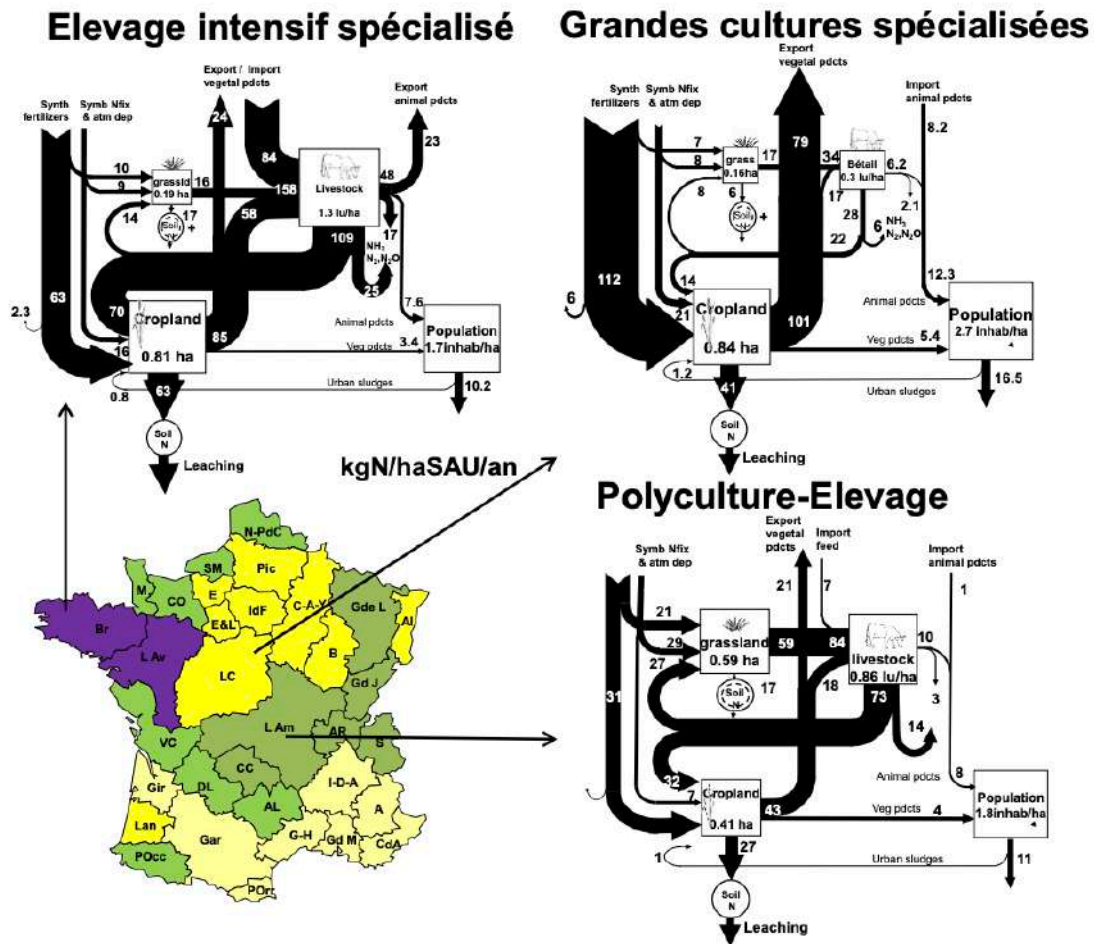 Elevage intensif spécialisé
Export / Import
vegetal pdcts
Export
animal pdcts
Synth
fertilizers
Symb Nfix
& atm dep
24
84
23
10
9
14
grassld
0.19 ha
16
17
Soil
+
158
58
Livestock
1.3 lu/ha
48
17
109
NH3
N2,N2O
25
63
2.3
70
16
Cropland
0.81 ha
85
0.8
63
7.6
Animal pdcts
3.4
Veg pdcts
Population
1.7inhab/ha
Urban sludges
10.2
Soil
N
Leaching
Grandes cultures spécialisées
Export
vegetal pdcts
Import
animal pdcts
Synth
fertilizers
Symb Nfix
& atm dep
79
8.2
7
8
8
grass
0.16ha
17
6
Soil
+
34
17
Bétail
0.3 lu/ha
6.2
2.1
28
22
6
NH3
N2,N2O
112
6
14
21
Cropland
0.84 ha
101
1.2
41
12.3
Animal pdcts
Veg pdcts
5.4
Population
2.7 inhab/ha
Urban sludges
16.5
Soil
N
Leaching
kgN/haSAU/an
Polyculture-Elevage
Export
vegetal
pdcts
Import
feed
Import
animal pdcts
Symb Nfix
& atm dep
21
7
1
21
29
27
grassland
0.59 ha
59
17
Soil
N
84
18
livestock
0.86 lu/ha
10
3
73
14
31
32
7
Cropland
0.41 ha
43
1
27
Animal pdcts
8
Veg pdcts
4
Population
1.8inhab/ha
Urban sludges
11
Soil
N
Leaching
N-PdC
SM
Pic
M
CO
E
IdF
C-A-Y
Gde L
Al
E&L
Br
L Av
LC
B
Gd J
VC
L Am
AR
S
CC
DL
AL
I-D-A
Gir
Lan
Gar
G-H
Gd M
A
CdA
POcc
POrr